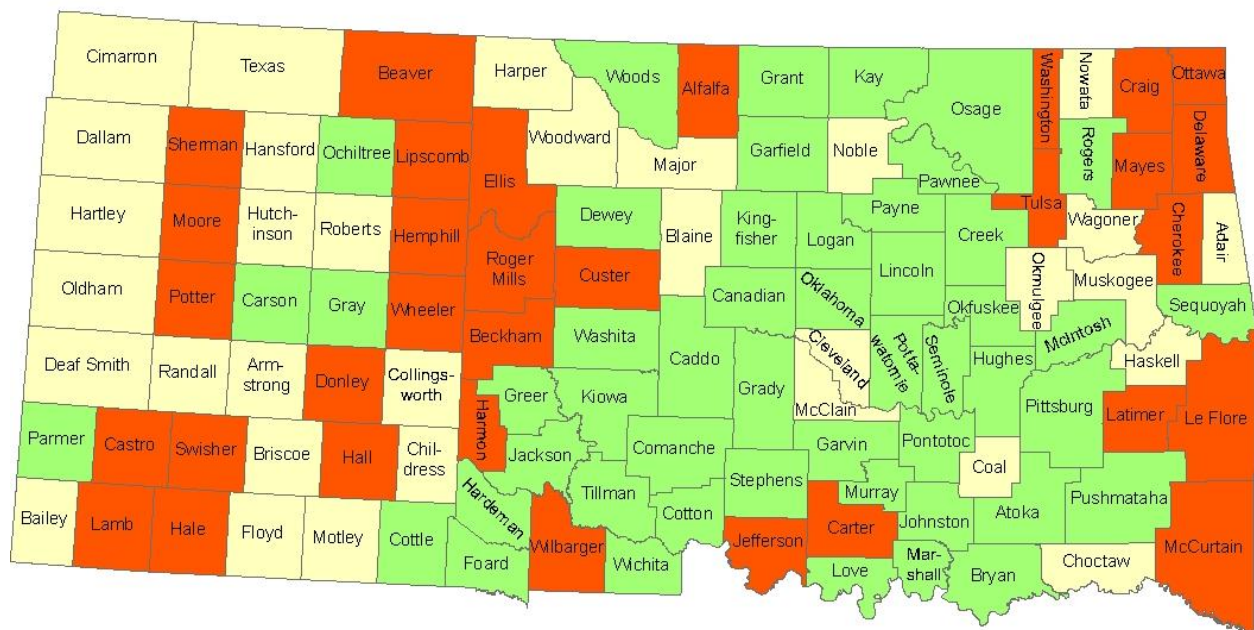 Cimarron
Texas
Beaver
Harper
Woods
Alfalfa
Grant
Kay
Osage
Washington
Nowata
Craig
Ottawa
Dallam
Sherman
Hansford
Ochiltree
Lipscomb
Ellis
Woodward
Major
Garfield
Noble
Pawnee
Rogers
Mayes
Delaware
Hartley
Moore
Hutch-
inson
Roberts
Hemphill
Roger
Mills
Dewey
Blaine
King-
fisher
Logan
Payne
Creek
Tulsa
Wagoner
Cherokee
Adair
Oldham
Potter
Carson
Gray
Wheeler
Custer
Canadian
Oklahoma
Lincoln
Okfuskee
Okmulgee
Muskogee
Sequoyah
Deaf Smith
Randall
Arm-
strong
Donley
Collings-
worth
Beckham
Washita
Caddo
Grady
Cleveland
McClain
Potta-
watomie
Seminole
Hughes
McIntosh
Haskell
Parmer
Castro
Swisher
Briscoe
Hall
Chil-
dress
Harmon
Greer
Kiowa
Jackson
Comanche
Garvin
Pontotoc
Coal
Pittsburg
Latimer
Le Flore
Bailey
Lamb
Hale
Floyd
Motley
Cottle
Hardeman
Foard
Wilbarger
Tillman
Cotton
Wichita
Stephens
Jefferson
Carter
Murray
Love
Johnston
Mar-
shall
Atoka
Bryan
Pushmataha
Choctaw
McCurtain